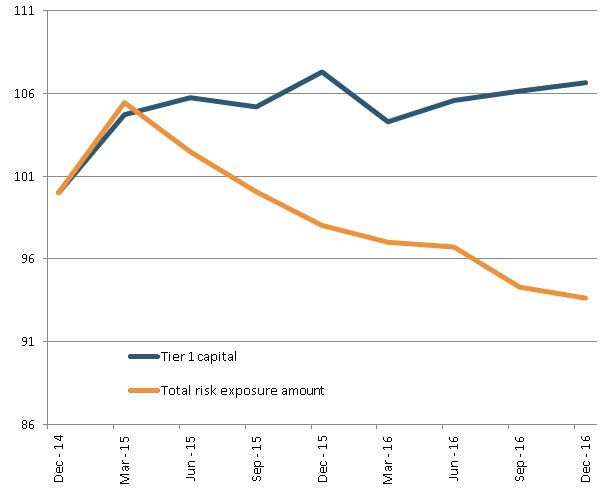 111
106
101
96
91
86
Tier 1 capital
Total risk exposure amount
Dec - 14
Mar - 15
Jun - 15
Sep - 15
Dec - 15
Mar - 16
Jun - 16
Sep - 16
Dec - 16